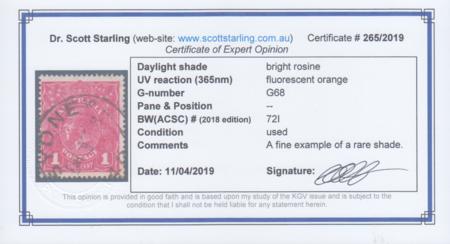 Dr. Scott Starling (web-site: www.scottstarling.com.au) Certificate # 265/2019
Certificate of Expert Opinion
Daylight shade bright rosine
UV reaction (365nm) fluorescent orange
G-number G68
Pane & Position --
BW(ACSC) # (2018 edition) 72I
Condition used
Comments A fine example of a rare shade.
Date: 11/04/2019 Signature:
This opinion is provided in good faith and is based upon my study of the KGV issue and is subject to the
condition that I shall not be held liable for any statement herein.
1 1